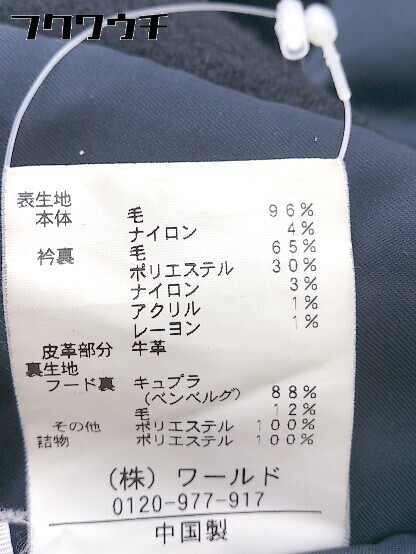 フクワウチ
表生地
本体 毛 96%
ナイロン 4%
衿裏 毛 65%
ポリエステル 30%
ナイロン 3%
アクリル 1%
レーヨン 1%
皮革部分 牛革
裏生地
フード裏 キュプラ
(ベンベルグ) 88%
毛 12%
その他 ポリエステル 100%
詰物 ポリエステル 100%
(株)ワールド
0120-977-917
中国製